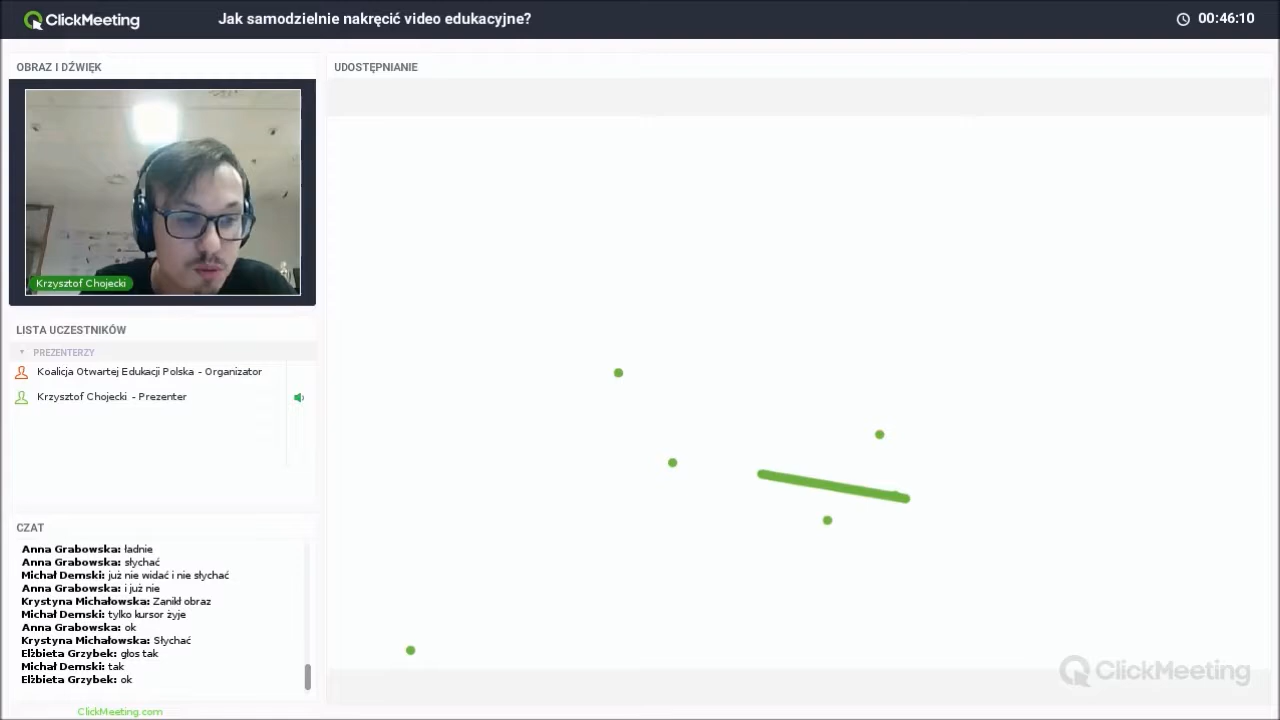 ClickMeeting
Jak samodzielnie nakręcić video edukacyjne?
00:46:10
OBRAZ I DŹWIĘK
UDOSTĘPNIANIE
Krzysztof Chojecki
LISTA UCZESTNIKÓW
PREZENTERZY
Koalicja Otwartej Edukacji Polska - Organizator
Krzysztof Chojecki - Prezenter
CZAT
Anna Grabowska: ładnie
Anna Grabowska: słychać
Michał Demski: już nie widać i nie słychać
Anna Grabowska: i już nie
Krystyna Michałowska: Zanikł obraz
Michał Demski: tylko kursor żyje
Anna Grabowska: ok
Krystyna Michałowska: Słychać
Elżbieta Grzybek: głos tak
Michał Demski: tak
Elżbieta Grzybek: ok
ClickMeeting
ClickMeeting.com